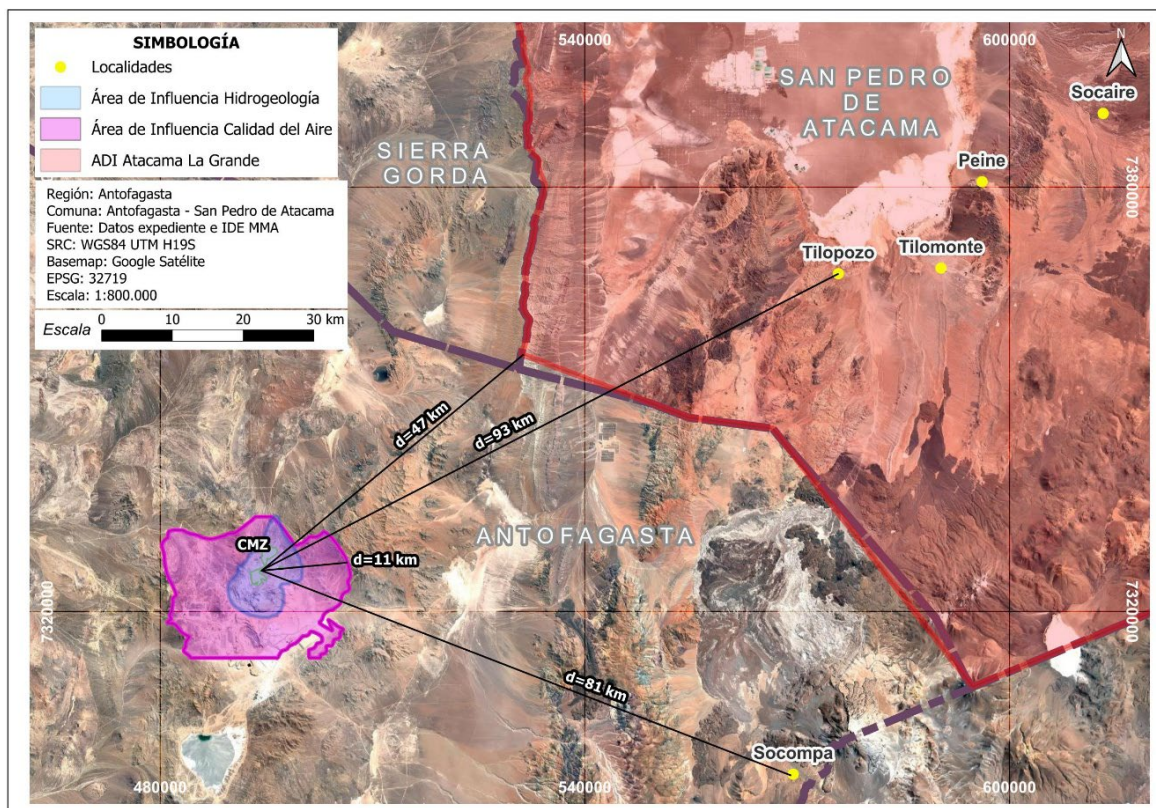 SIMBOLOGÍA
Localidades
Área de Influencia Hidrogeología
Área de Influencia Calidad del Aire
ADI Atacama La Grande
Región: Antofagasta
Comuna: Antofagasta - San Pedro de Atacama
Fuente: Datos expediente e IDE MMA
SRC: WGS84 UTM H19S
Basemap: Google Satélite
EPSG: 32719
Escala: 1:800.000
Escala
0 10 20 30 km
540000
600000
N
SAN PEDRO
DE
ATACAMA
Socaire
SIERRA
GORDA
Peine
7380000
Tilopozo
Tilomonte
d=47 km
d=93 km
CMZ
ANTOFAGASTA
d=11 km
7320000
7320000
d=81 km
Socompa
480000
540000
600000